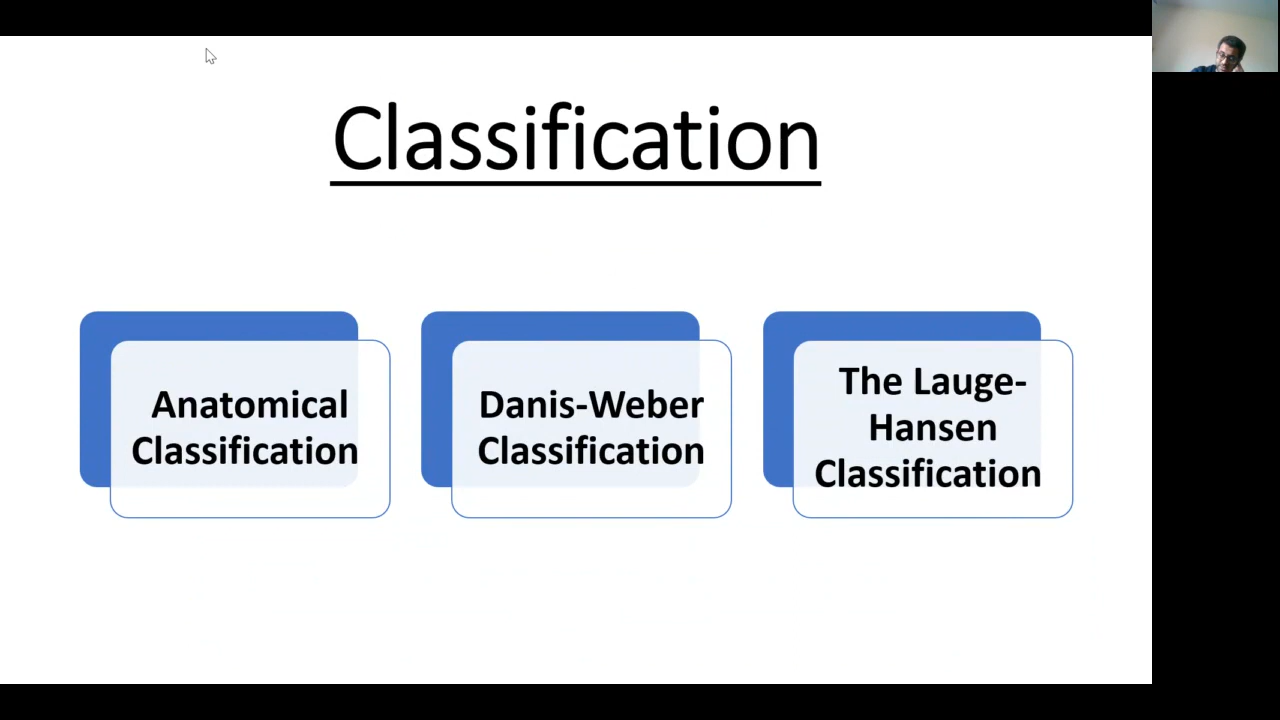 Classification
Anatomical
Classification
Danis-Weber
Classification
The Lauge-
Hansen
Classification